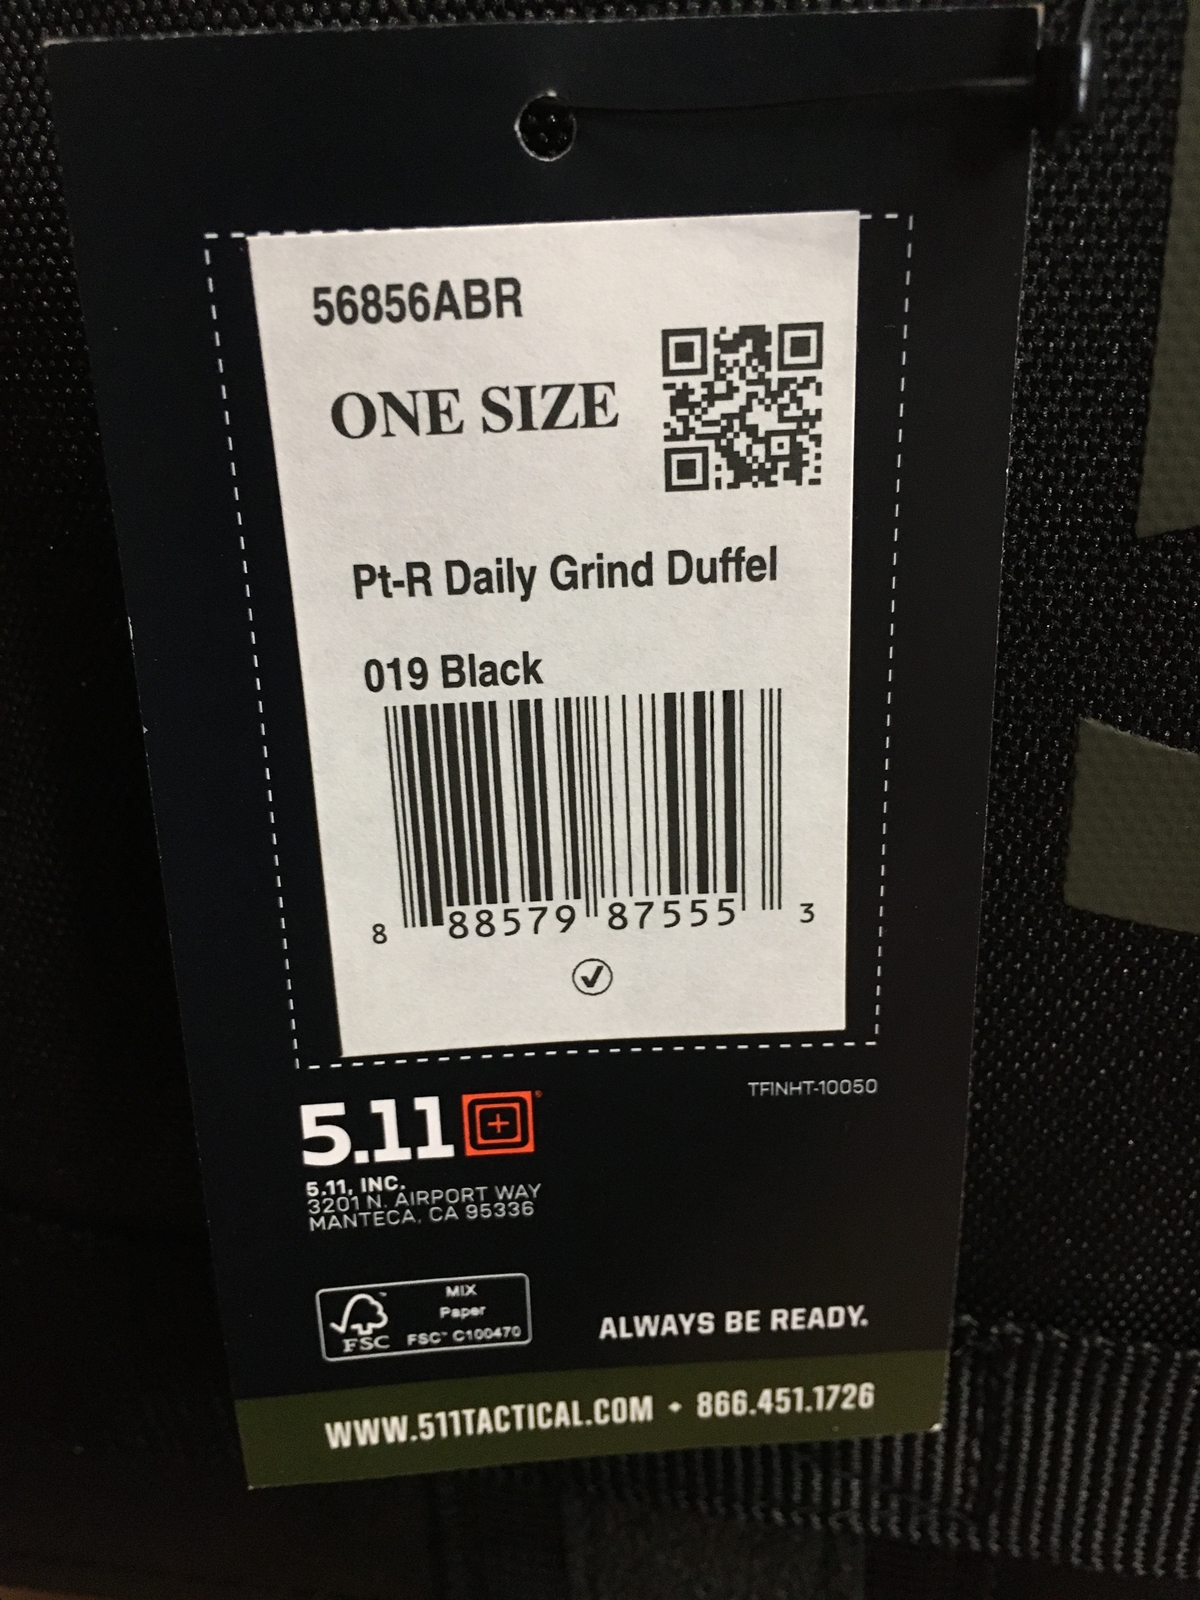 56856ABR
ONE SIZE
Pt-R Daily Grind Duffel
019 Black
8 88579 87555 3
TFINHT-10050
5.11®
5.11, INC.
3201 N. AIRPORT WAY
MANTECA, CA 95336
MIX
Paper
FSC™ C100470
FSC
ALWAYS BE READY.
WWW.511TACTICAL.COM • 866.451.1726